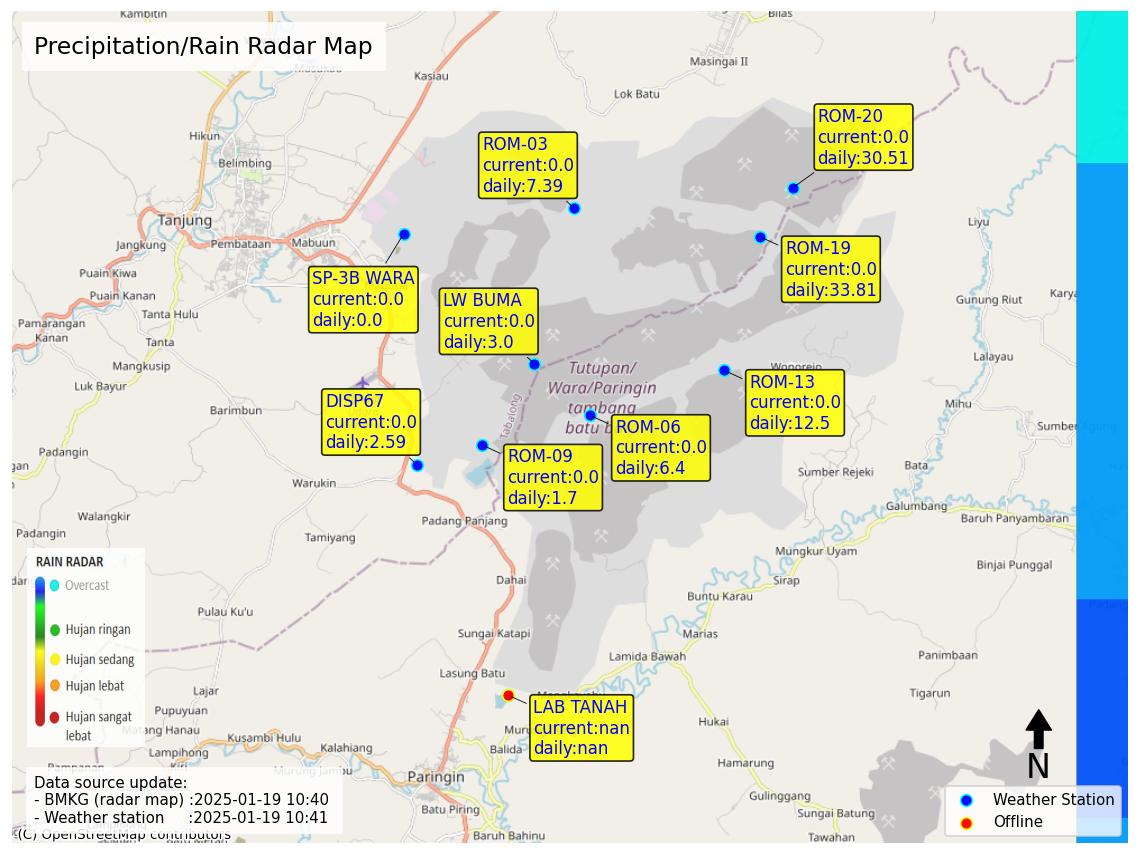 Kambitin
Bilas
Precipitation/Rain Radar Map
Masukau
Kasiau
Masingai II
Lok Batu
Hikun
Belimbing
ROM-03
current:0.0
daily:7.39
ROM-20
current:0.0
daily:30.51
Tanjung
Jangkung
Pembataan
Mabuun
Liyu
ROM-19
current:0.0
daily:33.81
SP-3B WARA
current:0.0
daily:0.0
Puain Kiwa
Puain Kanan
Tanta Hulu
LW BUMA
current:0.0
daily:3.0
Gunung Riut
Karya
Pamarangan
Kanan
Tanta
Mangkusip
Luk Bayur
Lalayau
Wonorejo
Tutupan/
Wara/Paringin
tambang
batu b
Tabalong
ROM-13
current:0.0
daily:12.5
Mihu
Barimbun
DISP67
current:0.0
daily:2.59
ROM-06
current:0.0
daily:6.4
Sumber Agung
ROM-09
current:0.0
daily:1.7
gan
Padangin
Warukin
Sumber Rejeki
Bata
Galumbang
Baruh Panyambaran
Walangkir
Padangin
Tamiyang
Padang Panjang
Mungkur Uyam
Binjai Punggal
Sirap
Dahai
Buntu Karau
RAIN RADAR
Overcast
Hujan ringan
Hujan sedang
Hujan lebat
Hujan sangat
lebat
Pulau Ku'u
Sungai Katapi
Marias
Lamida Bawah
Panimbaan
Lasung Batu
Tigarun
Lajar
Pupuyuan
LAB TANAH
current:nan
daily:nan
Hukai
Matang Hanau
Kusambi Hulu
Kalahiang
Lampihong
Balida
Murung Jambu
Paringin
Hamarung
N
Data source update:
- BMKG (radar map) :2025-01-19 10:40
- Weather station :2025-01-19 10:41
Batu Piring
Gulinggang
Sungai Batung
Weather Station
Offline
(C) OpenStreetMap contributors
Baruh Bahinu
Tawahan